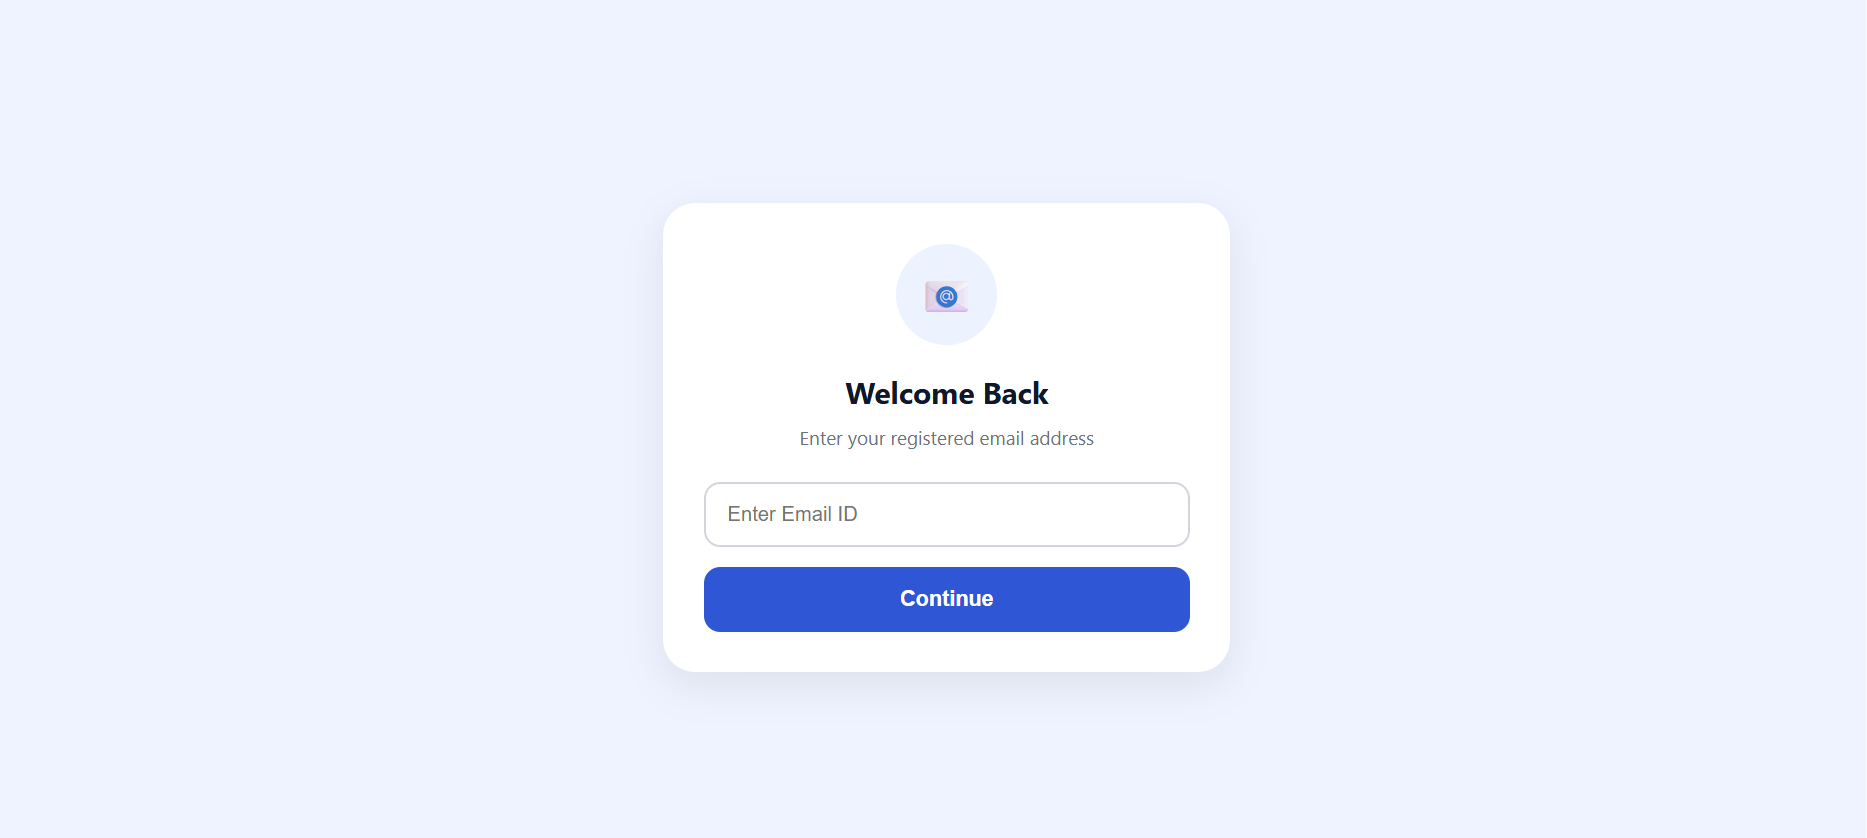 @
Welcome Back
Enter your registered email address
Enter Email ID
Continue